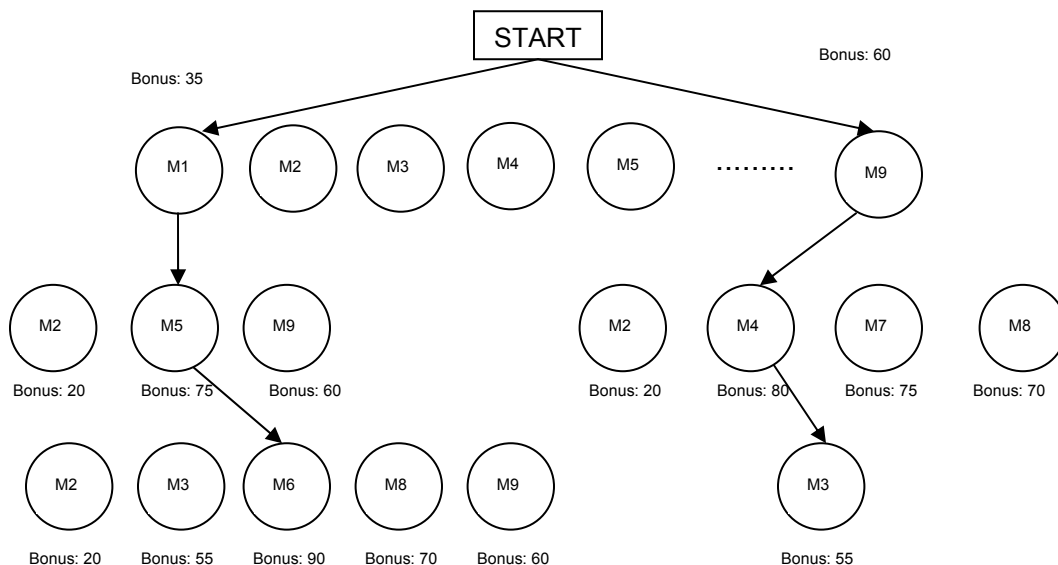 START
Bonus: 60
Bonus: 35
M1 M2 M3 M4 M5 ......... M9
M2 M5 M9 M2 M4 M7 M8
Bonus: 20 Bonus: 75 Bonus: 60 Bonus: 20 Bonus: 80 Bonus: 75 Bonus: 70
M2 M3 M6 M8 M9 M3
Bonus: 20 Bonus: 55 Bonus: 90 Bonus: 70 Bonus: 60 Bonus: 55